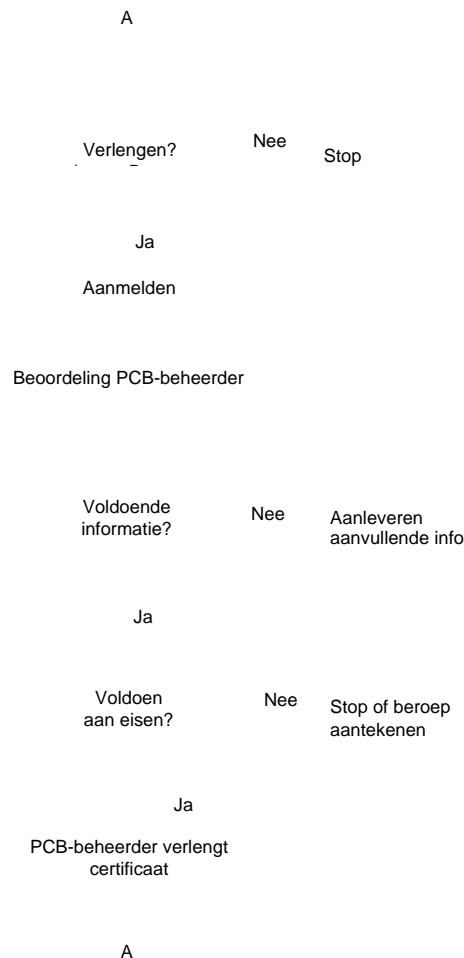 A
Verlengen?
Nee
Stop
Ja
Aanmelden
Beoordeling PCB-beheerder
Voldoende
informatie?
Nee
Aanleveren
aanvullende info
Ja
Voldoen
aan eisen?
Nee
Stop of beroep
aantekenen
Ja
PCB-beheerder verlengt
certificaat
A